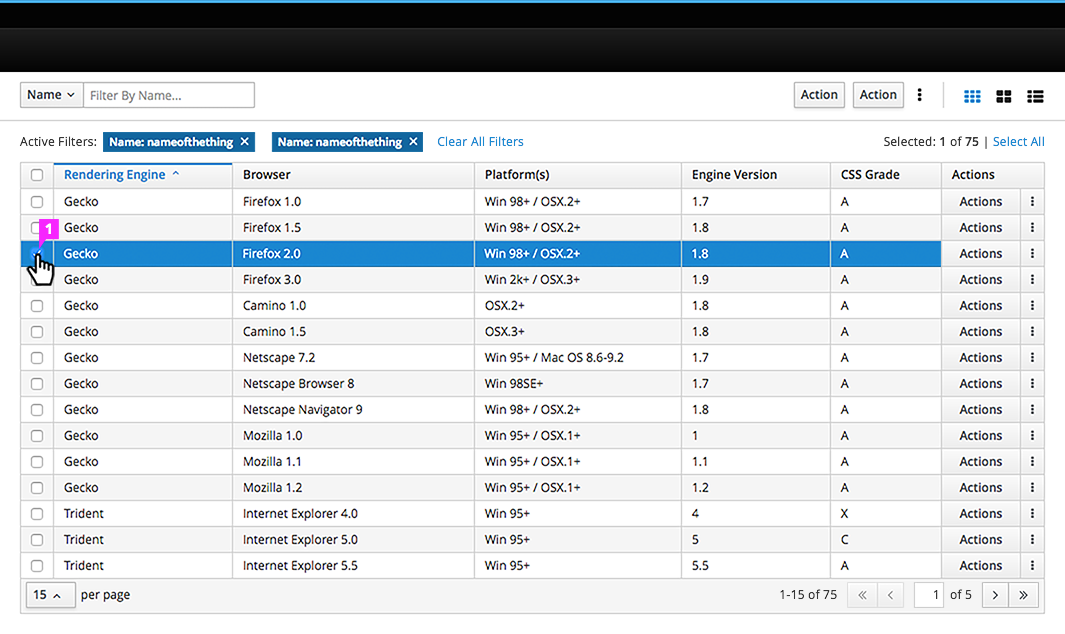 Name Filter By Name... Action Action
Active Filters: Name: nameofthething × Name: nameofthething × Clear All Filters Selected: 1 of 75 | Select All
Rendering Engine Browser Platform(s) Engine Version CSS Grade Actions
Gecko Firefox 1.0 Win 98+ / OSX.2+ 1.7 A Actions
1
Gecko Firefox 1.5 Win 98+ / OSX.2+ 1.8 A Actions
Gecko Firefox 2.0 Win 98+ / OSX.2+ 1.8 A Actions
Gecko Firefox 3.0 Win 2k+ / OSX.3+ 1.9 A Actions
Gecko Camino 1.0 OSX.2+ 1.8 A Actions
Gecko Camino 1.5 OSX.3+ 1.8 A Actions
Gecko Netscape 7.2 Win 95+ / Mac OS 8.6-9.2 1.7 A Actions
Gecko Netscape Browser 8 Win 98SE+ 1.7 A Actions
Gecko Netscape Navigator 9 Win 98+ / OSX.2+ 1.8 A Actions
Gecko Mozilla 1.0 Win 95+ / OSX.1+ 1 A Actions
Gecko Mozilla 1.1 Win 95+ / OSX.1+ 1.1 A Actions
Gecko Mozilla 1.2 Win 95+ / OSX.1+ 1.2 A Actions
Trident Internet Explorer 4.0 Win 95+ 4 X Actions
Trident Internet Explorer 5.0 Win 95+ 5 C Actions
Trident Internet Explorer 5.5 Win 95+ 5.5 A Actions
15 per page 1-15 of 75 « ‹ 1 of 5 › »